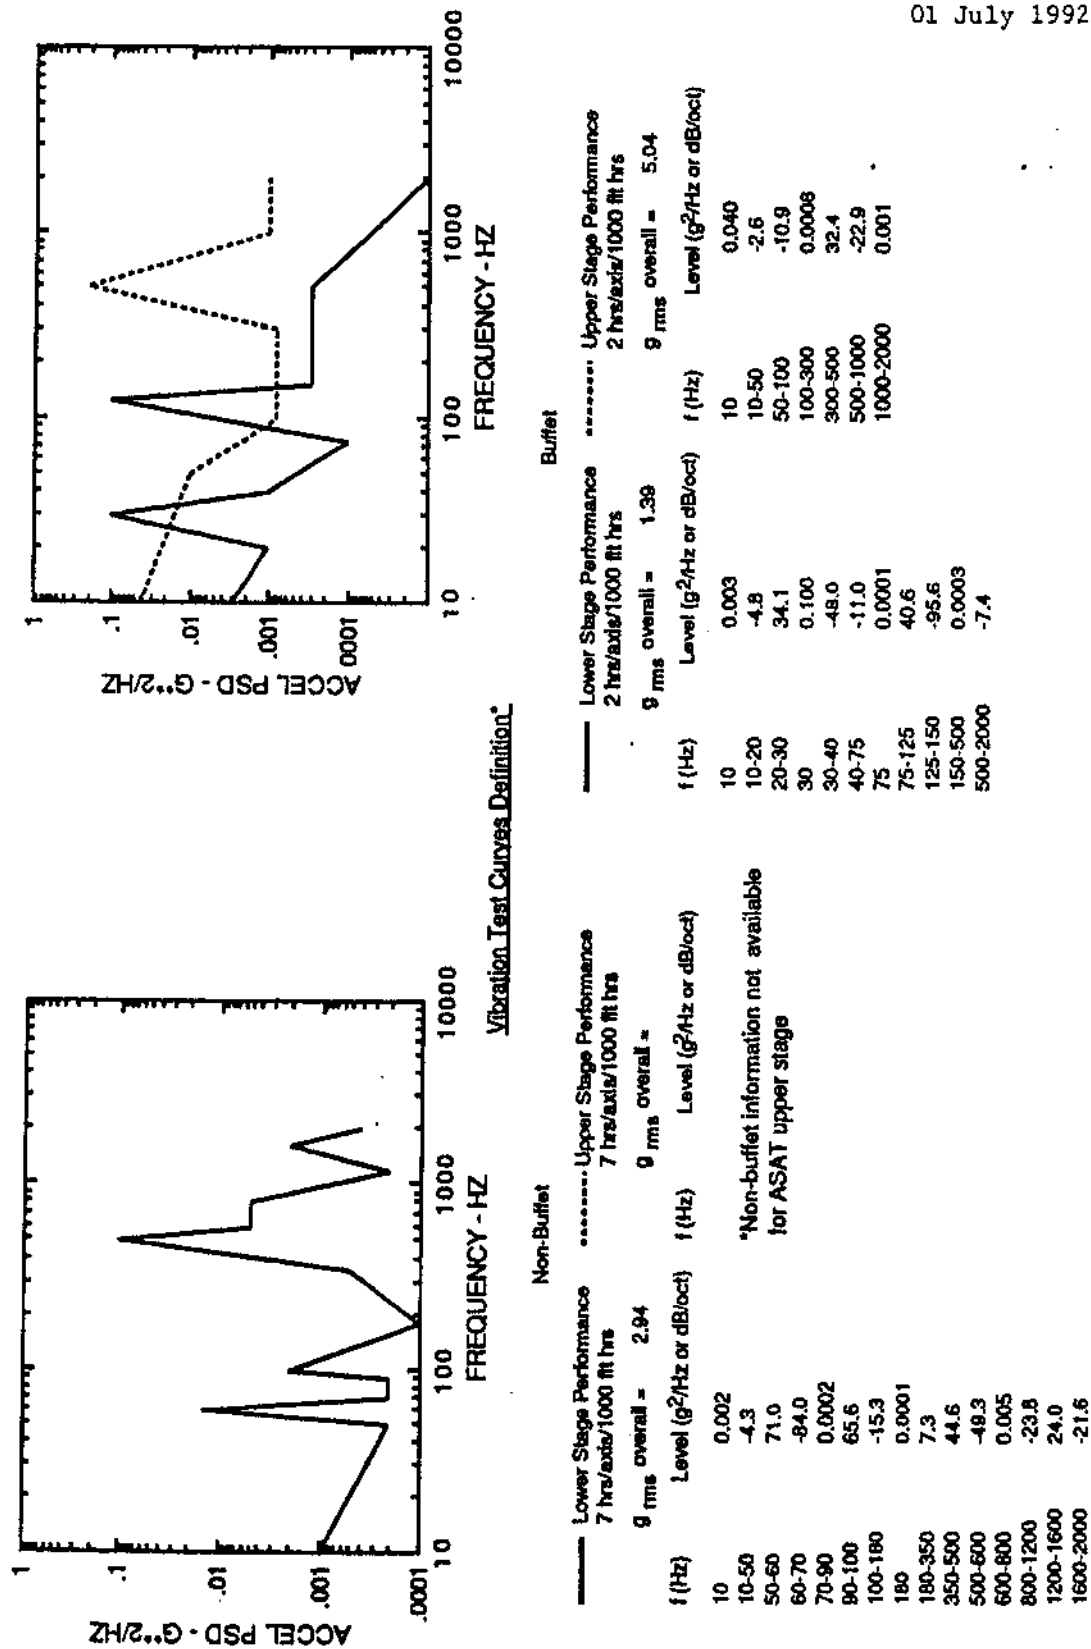 01 July 1992
ACCEL PSD - G**2/HZ
1
.1
.01
.001
.0001
10
100
1000
10000
FREQUENCY - HZ
ACCEL PSD - G**2/HZ
1
.1
.01
.001
.0001
10
100
1000
10000
FREQUENCY - HZ
Vibration Test Curves Definition*
Non-Buffet
Lower Stage Performance
7 hrs/axis/1000 flt hrs
g rms overall = 2.94
f (Hz) Level (g2/Hz or dB/oct)
10 0.002
10-50 -4.3
50-60 71.0
60-70 -84.0
70-90 0.0002
90-100 65.6
100-180 -15.3
180 0.0001
180-350 7.3
350-500 44.6
500-600 -49.3
600-800 0.005
800-1200 -23.8
1200-1600 24.0
1600-2000 -21.6
Upper Stage Performance
7 hrs/axis/1000 flt hrs
g rms overall =
f (Hz) Level (g2/Hz or dB/oct)
*Non-buffet information not available
for ASAT upper stage
Buffet
Lower Stage Performance
2 hrs/axis/1000 flt hrs
g rms overall = 1.39
f (Hz) Level (g2/Hz or dB/oct)
10 0.003
10-20 -4.8
20-30 34.1
30 0.100
30-40 -48.0
40-75 -11.0
75 0.0001
75-125 40.6
125-150 -95.6
150-500 0.0003
500-2000 -7.4
Upper Stage Performance
2 hrs/axis/1000 flt hrs
g rms overall = 5.04
f (Hz) Level (g2/Hz or dB/oct)
10 0.040
10-50 -2.6
50-100 -10.9
100-300 0.0008
300-500 32.4
500-1000 -22.9
1000-2000 0.001